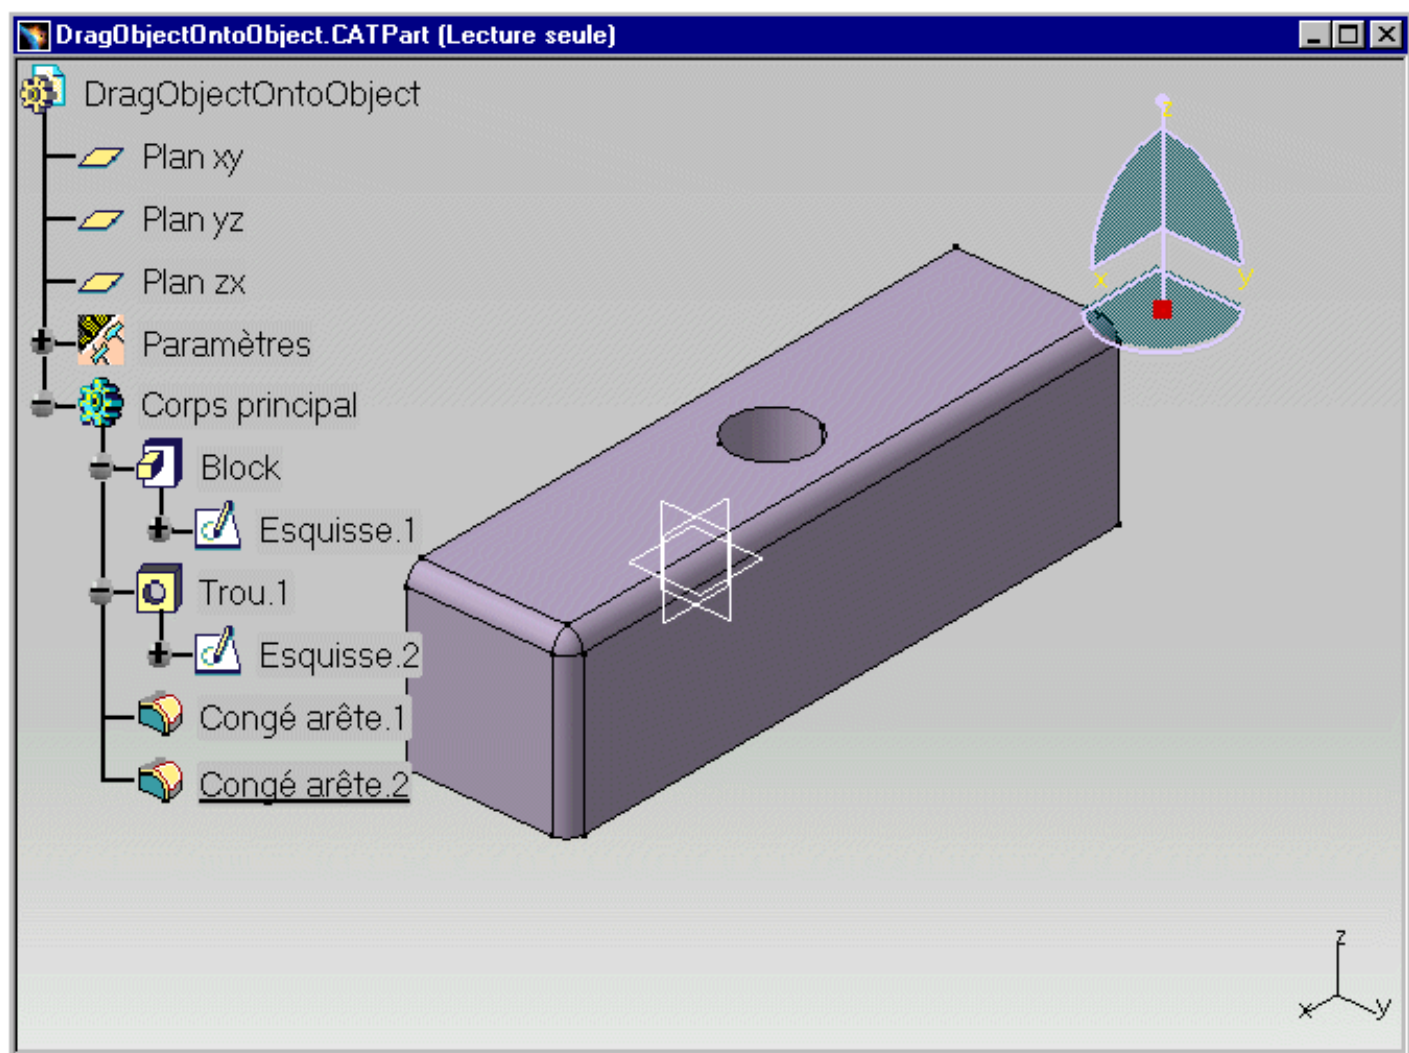 DragObjectOntoObject.CATPart (Lecture seule)
DragObjectOntoObject
Plan xy
Plan yz
Plan zx
Paramètres
Corps principal
Block
Esquisse.1
Trou.1
Esquisse.2
Congé arête.1
Congé arête.2
z
x y
z
x y